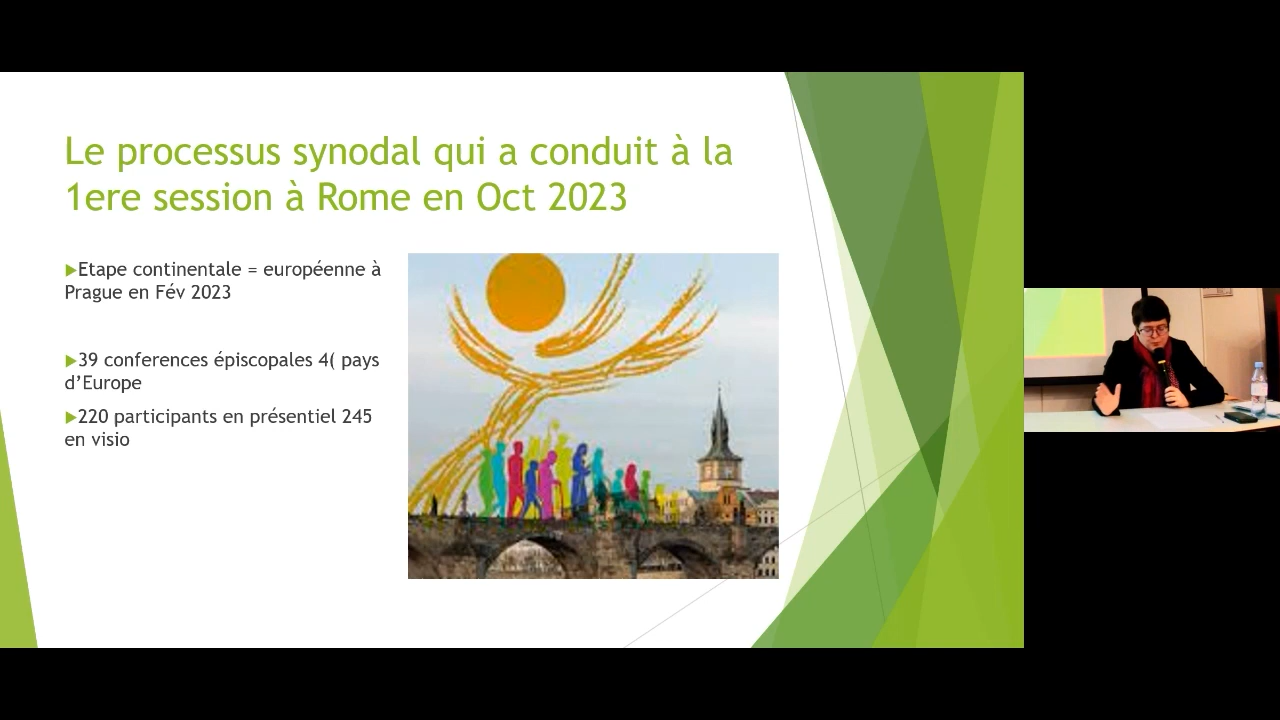 Le processus synodal qui a conduit à la
1ere session à Rome en Oct 2023
Etape continentale = européenne à
Prague en Fév 2023
39 conferences épiscopales 4( pays
d’Europe
220 participants en présentiel 245
en visio